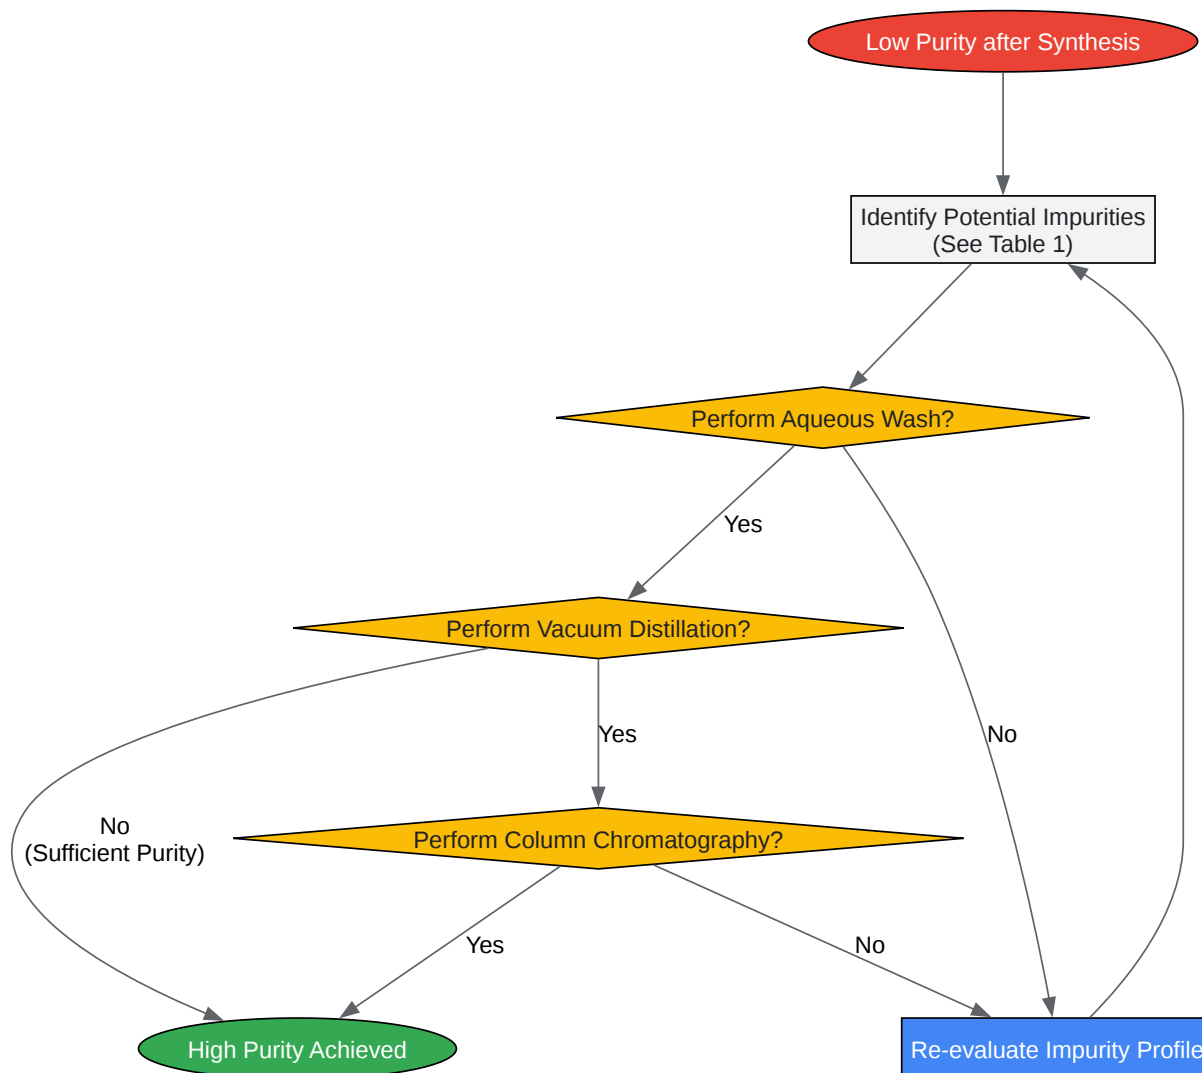 Low Purity after Synthesis
Identify Potential Impurities
(See Table 1)
Perform Aqueous Wash?
Yes
Perform Vacuum Distillation?
Yes
No
No
(Sufficient Purity)
Perform Column Chromatography?
Yes
No
High Purity Achieved
Re-evaluate Impurity Profile